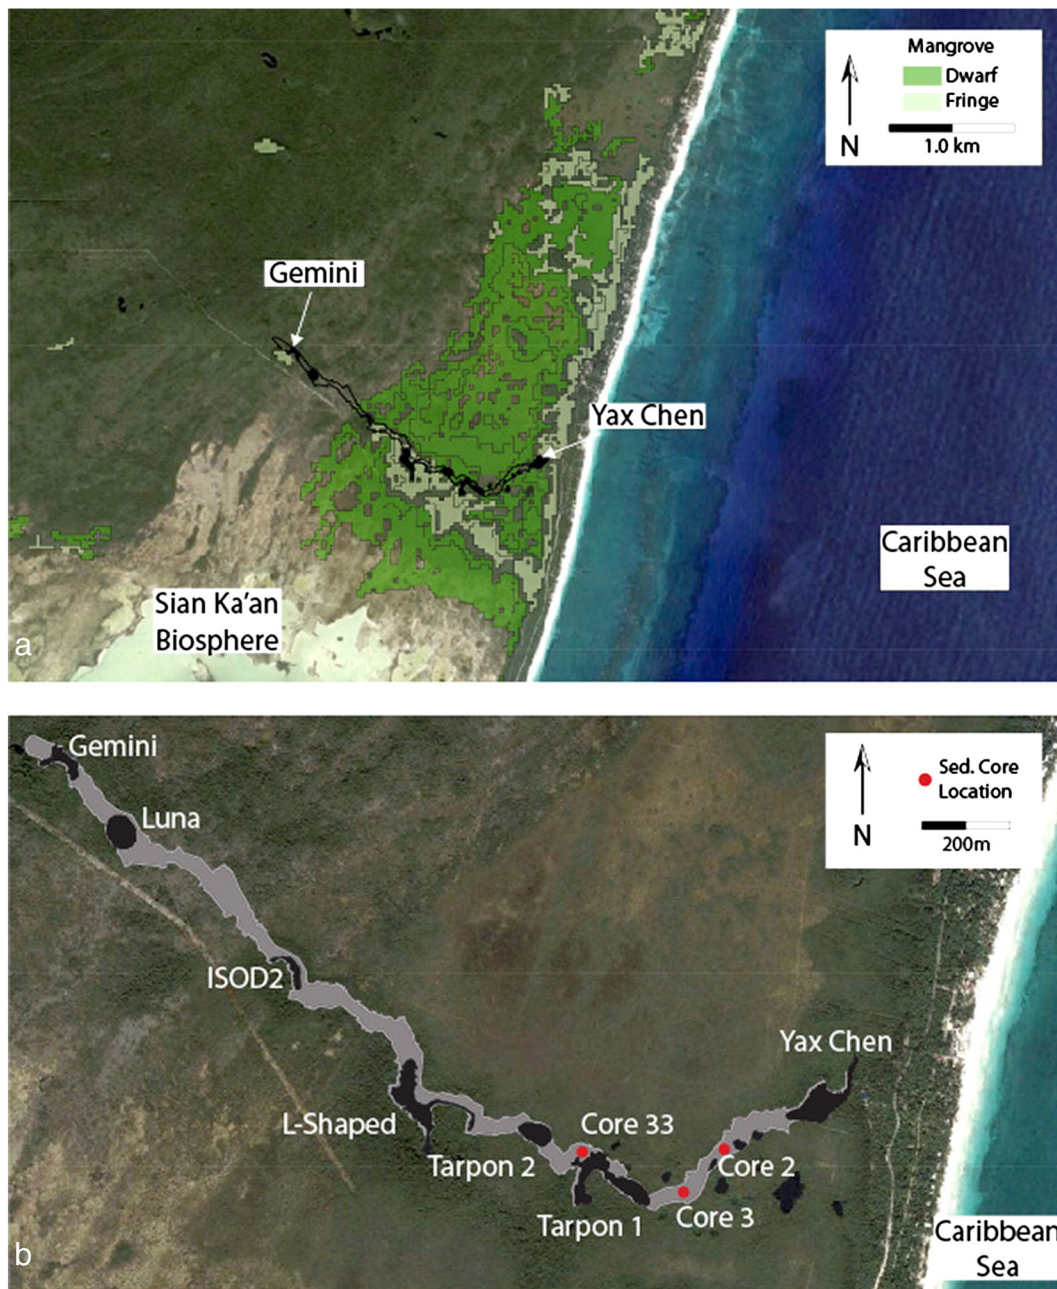 Mangrove
Dwarf
Fringe
1.0 km
N
Gemini
Yax Chen
Caribbean
Sea
Sian Ka'an
Biosphere
a
Gemini
Sed. Core
Location
200m
N
Luna
ISOD2
Yax Chen
L-Shaped
Core 33
Tarpon 2
Core 2
Tarpon 1
Core 3
Caribbean
Sea
b